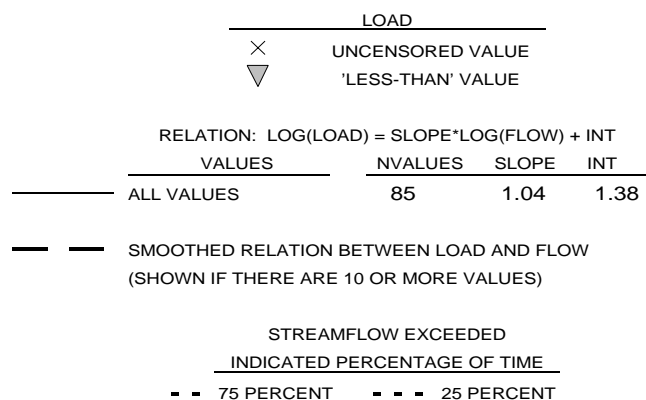 LOAD
UNCENSORED VALUE
'LESS-THAN' VALUE
RELATION: LOG(LOAD) = SLOPE*LOG(FLOW) + INT
VALUES NVALUES SLOPE INT
ALL VALUES 85 1.04 1.38
SMOOTHED RELATION BETWEEN LOAD AND FLOW
(SHOWN IF THERE ARE 10 OR MORE VALUES)
STREAMFLOW EXCEEDED
INDICATED PERCENTAGE OF TIME
75 PERCENT 25 PERCENT